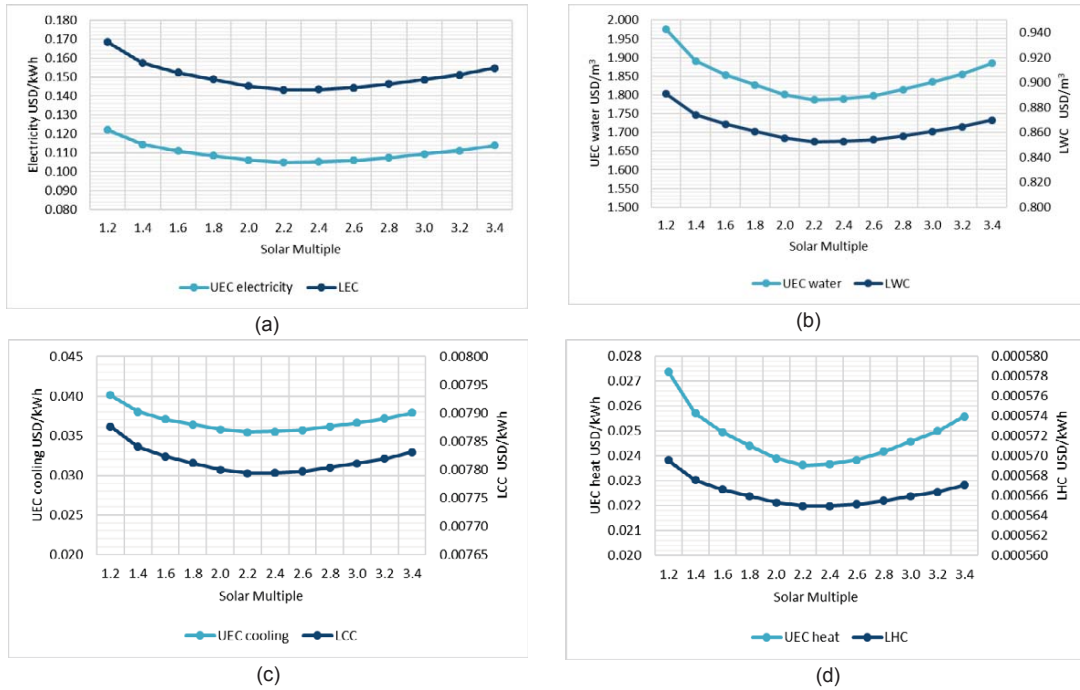 0.180
0.170
0.160
0.150
0.140
0.130
0.120
0.110
0.100
0.090
0.080
Electricity USD/kWh
1.2 1.4 1.6 1.8 2.0 2.2 2.4 2.6 2.8 3.0 3.2 3.4
Solar Multiple
UEC electricity LEC
(a)
2.000
1.950
1.900
1.850
1.800
1.750
1.700
1.650
1.600
1.550
1.500
UEC water USD/m³
0.940
0.920
0.900
0.880
0.860
0.840
0.820
0.800
LWC USD/m³
1.2 1.4 1.6 1.8 2.0 2.2 2.4 2.6 2.8 3.0 3.2 3.4
Solar Multiple
UEC water LWC
(b)
0.045
0.040
0.035
0.030
0.025
0.020
UEC cooling USD/kWh
0.00800
0.00795
0.00790
0.00785
0.00780
0.00775
0.00770
0.00765
LCC USD/kWh
1.2 1.4 1.6 1.8 2.0 2.2 2.4 2.6 2.8 3.0 3.2 3.4
Solar Multiple
UEC cooling LCC
(c)
0.028
0.027
0.026
0.025
0.024
0.023
0.022
0.021
0.020
UEC heat USD/kWh
0.000580
0.000578
0.000576
0.000574
0.000572
0.000570
0.000568
0.000566
0.000564
0.000562
0.000560
LHC USD/kWH
1.2 1.4 1.6 1.8 2.0 2.2 2.4 2.6 2.8 3.0 3.2 3.4
Solar Multiple
UEC heat LHC
(d)